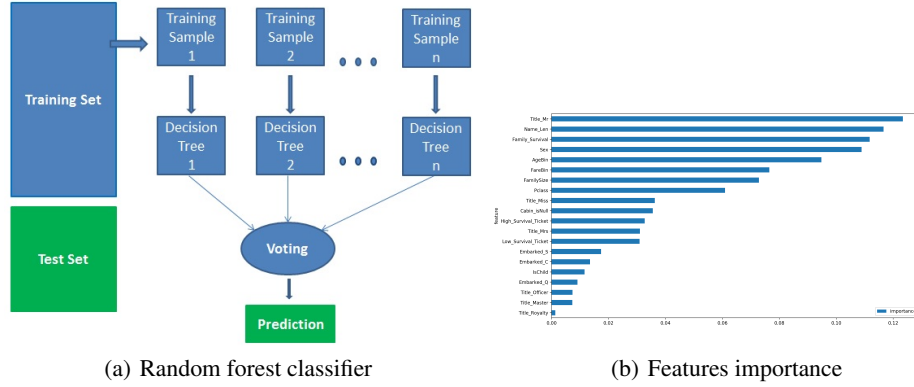 Training Set
Training
Sample
1
Training
Sample
2
Training
Sample
n
Decision
Tree
1
Decision
Tree
2
Decision
Tree
n
Test Set
Voting
Prediction
(a) Random forest classifier
Feature
Title_Mr
Name_Len
Family_Survival
Sex
AgeBin
FareBin
FamilySize
Pclass
Title_Miss
Cabin_isNull
High_Survival_Ticket
Title_Mrs
Low_Survival_Ticket
Embarked_S
Embarked_C
IsChild
Embarked_Q
Title_Officer
Title_Master
Title_Royalty
importance
0.00 0.02 0.04 0.06 0.08 0.10 0.12
(b) Features importance